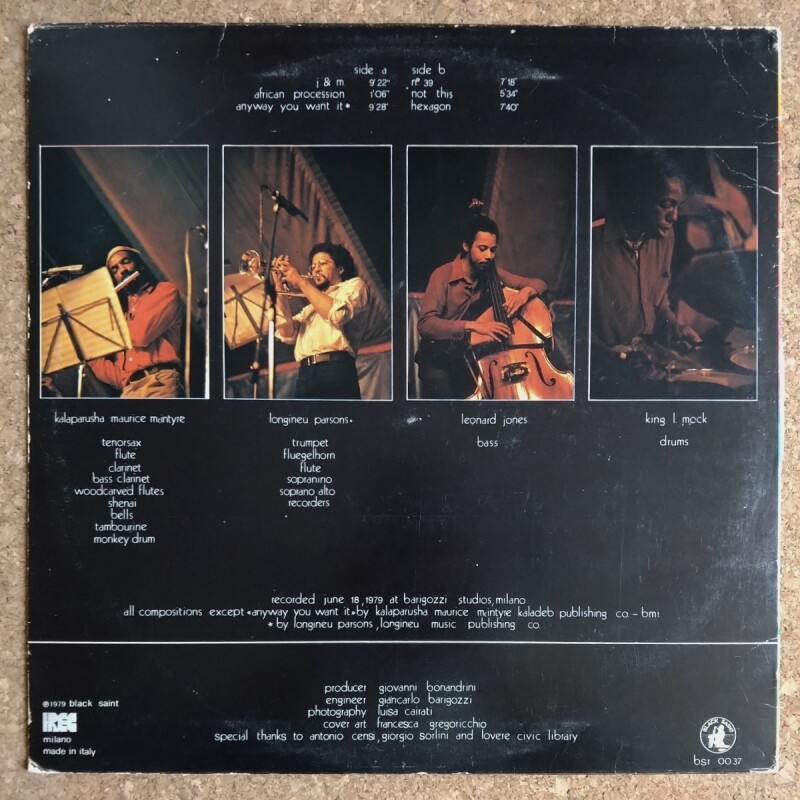 side a side b
j & m 9'22" nº 39 7'18"
african procession 1'06" not this 5'34"
anyway you want it* 9'28" hexagon 7'40"
kalaparusha maurice mcintyre
tenorsax
flute
clarinet
bass clarinet
woodcarved flutes
shenai
bells
tambourine
monkey drum
longineu parsons
trumpet
fluegelhorn
flute
sopranino
soprano alto
recorders
leonard jones
bass
king l. mock
drums
recorded june 18, 1979 at barigozzi studios, milano
all compositions except «anyway you want it» by kalaparusha maurice mcintyre kaladeb publishing co. - bmi
* by longineu parsons, longineu music publishing co.
producer giovanni bonandrini
engineer giancarlo barigozzi
photography luisa cairati
cover art francesca gregoricchio
special thanks to antonio censi, giorgio sorlini and lovere civic library
℗1979 black saint
IREC
milano
made in italy
BLACK SAINT
bsr 0037